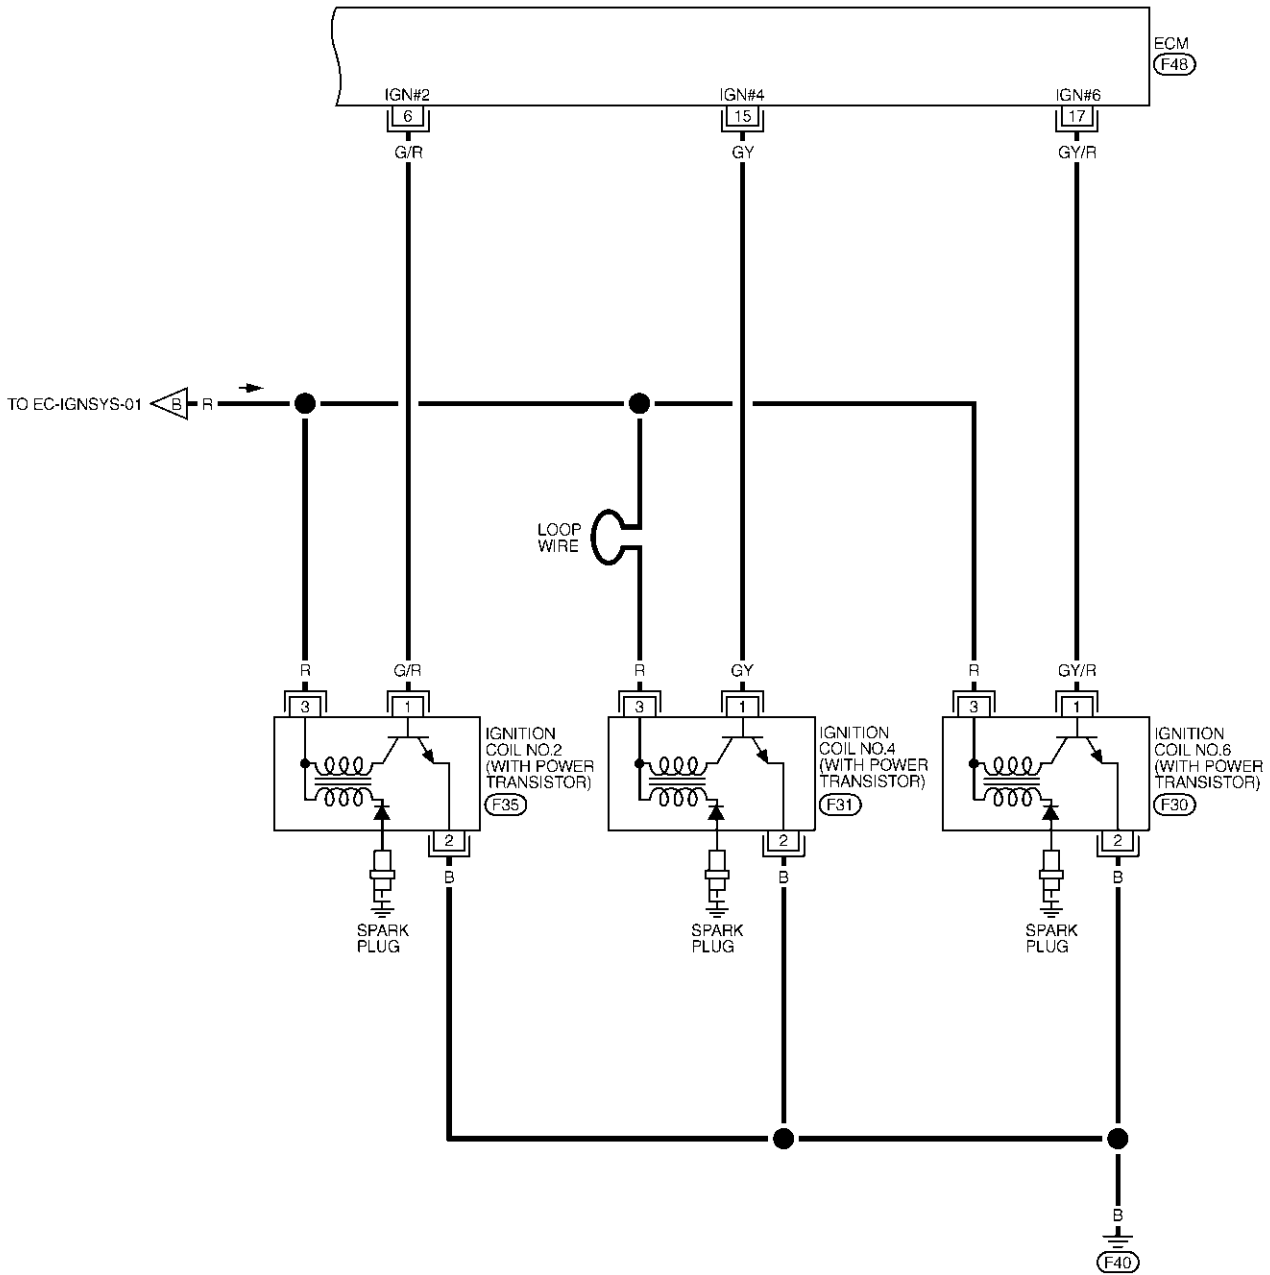 ECM
F48
IGN#2
IGN#4
IGN#6
6
15
17
G/R
GY
GY/R
TO EC-IGNSYS-01
B
R
LOOP
WIRE
R
G/R
R
GY
R
GY/R
3
1
3
1
3
1
IGNITION
COIL NO.2
(WITH POWER
TRANSISTOR)
F35
IGNITION
COIL NO.4
(WITH POWER
TRANSISTOR)
F31
IGNITION
COIL NO.6
(WITH POWER
TRANSISTOR)
F30
2
2
2
B
B
B
SPARK
PLUG
SPARK
PLUG
SPARK
PLUG
B
F40